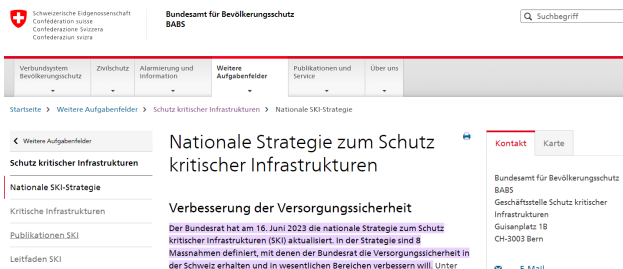 Schweizerische Eidgenossenschaft
Confédération suisse
Confederazione Svizzera
Confederaziun svizra
Bundesamt für Bevölkerungsschutz
BABS
Suchbegriff
Verbundsystem
Bevölkerungsschutz
Zivilschutz
Alarmierung und
Information
Weitere
Aufgabenfelder
Publikationen und
Service
Über uns
Startseite > Weitere Aufgabenfelder > Schutz kritischer Infrastrukturen > Nationale SKI-Strategie
Weitere Aufgabenfelder
Schutz kritischer Infrastrukturen
Nationale SKI-Strategie
Kritische Infrastrukturen
Publikationen SKI
Leitfaden SKI
Nationale Strategie zum Schutz
kritischer Infrastrukturen
Verbesserung der Versorgungssicherheit
Der Bundesrat hat am 16. Juni 2023 die nationale Strategie zum Schutz
kritischer Infrastrukturen (SKI) aktualisiert. In der Strategie sind 8
Massnahmen definiert, mit denen der Bundesrat die Versorgungssicherheit in
der Schweiz erhalten und in wesentlichen Bereichen verbessern will. Unter
Kontakt
Karte
Bundesamt für Bevölkerungsschutz
BABS
Geschäftsstelle Schutz kritischer
Infrastrukturen
Guisanplatz 1B
CH-3003 Bern
E-Mail